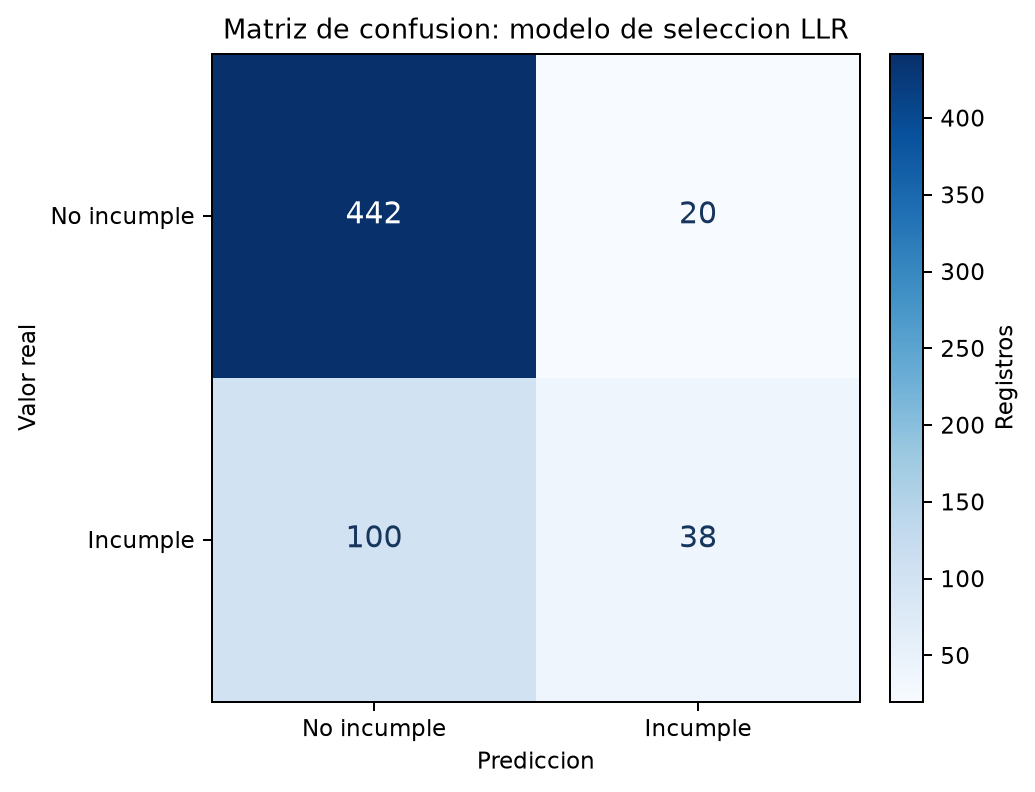 Matriz de confusion: modelo de seleccion LLR
No incumple
442
20
Incumple
100
38
Valor real
No incumple
Incumple
Prediccion
400
350
300
250
200
150
100
50
Registros